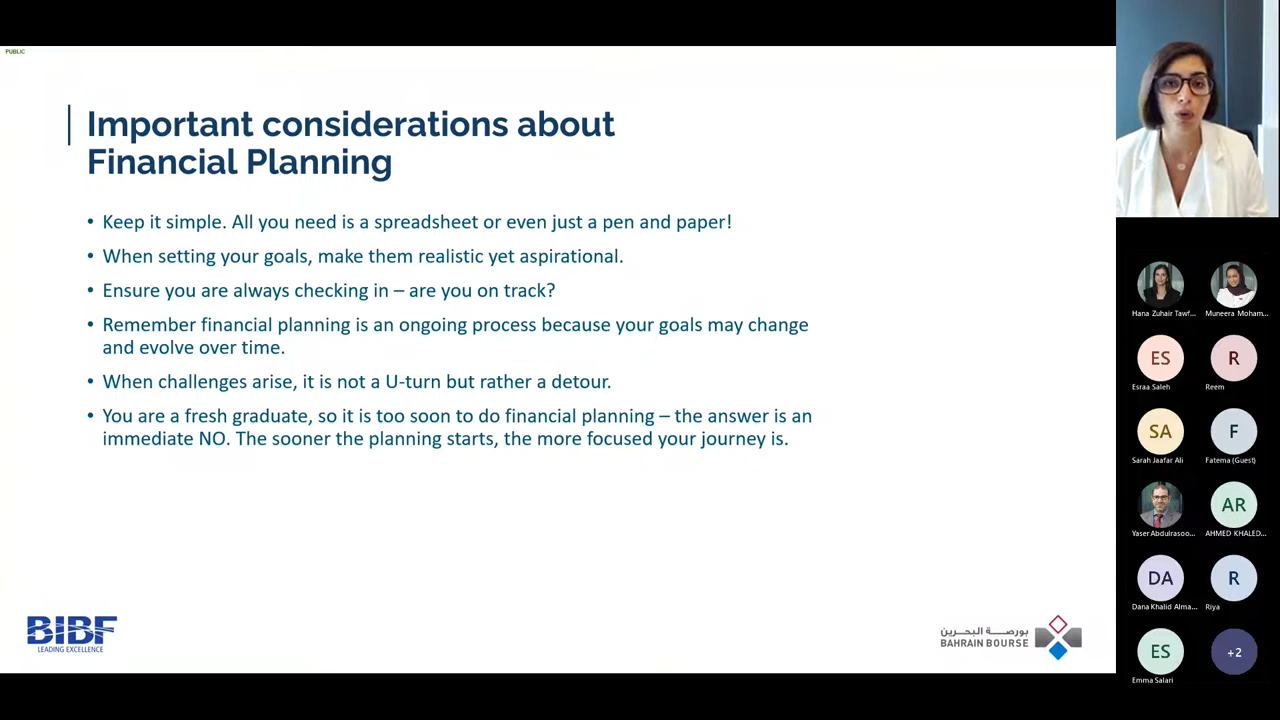 PUBLIC
Important considerations about
Financial Planning
• Keep it simple. All you need is a spreadsheet or even just a pen and paper!
• When setting your goals, make them realistic yet aspirational.
• Ensure you are always checking in – are you on track?
• Remember financial planning is an ongoing process because your goals may change
and evolve over time.
• When challenges arise, it is not a U-turn but rather a detour.
• You are a fresh graduate, so it is too soon to do financial planning – the answer is an
immediate NO. The sooner the planning starts, the more focused your journey is.
BIBF
LEADING EXCELLENCE
بورصة البحرين
BAHRAIN BOURSE
Hana Zuhair Tawf...
Muneera Moham...
ES
R
Esraa Saleh
Reem
SA
F
Sarah Jaafar Ali
Fatema (Guest)
AR
Yaser Abdulrasoo...
AHMED KHALED...
DA
R
Dana Khalid Alma...
Riya
ES
+2
Emma Salari